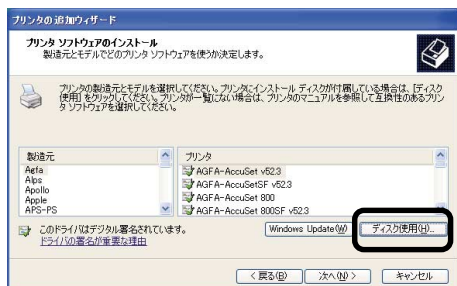 プリンタの追加ウィザード
プリンタ ソフトウェアのインストール
製造元とモデルでどのプリンタ ソフトウェアを使うか決定します。
プリンタの製造元とモデルを選択してください。プリンタにインストール ディスクが付属している場合は、[ディスク
使用] をクリックしてください。プリンタが一覧にない場合は、プリンタのマニュアルを参照して互換性のあるプリン
タ ソフトウェアを選択してください。
製造元
プリンタ
Agfa
AGFA-AccuSet v52.3
Alps
AGFA-AccuSetSF v52.3
Apollo
Apple
AGFA-AccuSet 800
APS-PS
AGFA-AccuSet 800SF v52.3
このドライバはデジタル署名されています。
Windows Update(W)
ディスク使用(H)...
ドライバの署名が重要な理由
< 戻る(B)
次へ(N) >
キャンセル